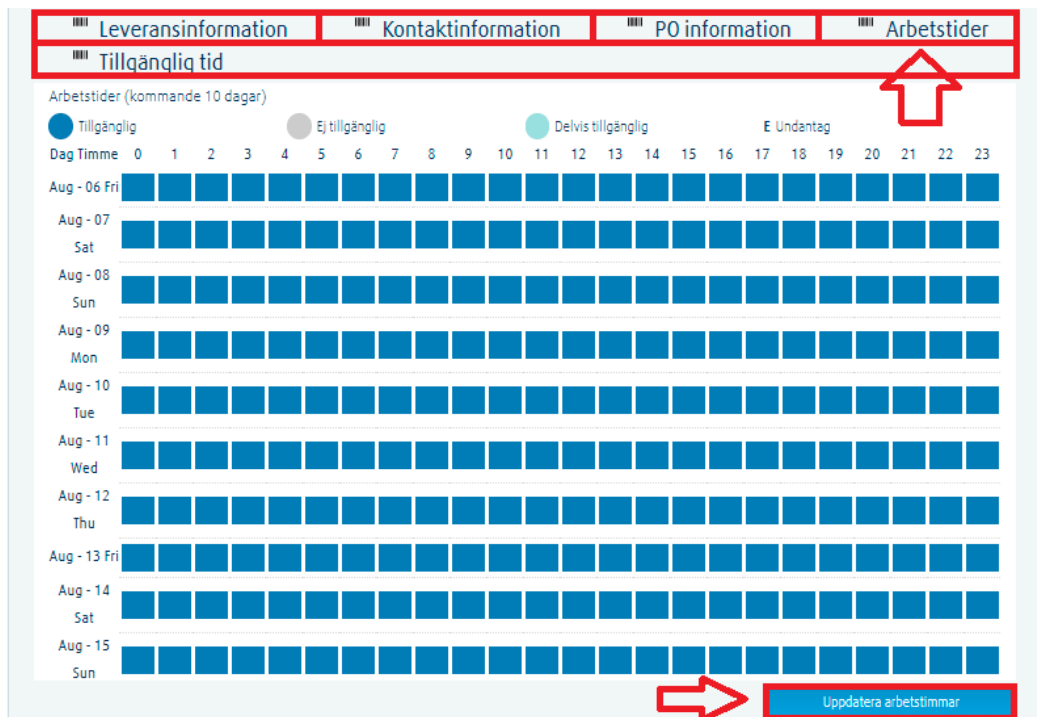 Leveransinformation Kontaktinformation PO information Arbetstider
Tillgänglig tid
Arbetstider (kommande 10 dagar)
Tillgänglig Ej tillgänglig Delvis tillgänglig E Undantag
Dag Timme 0 1 2 3 4 5 6 7 8 9 10 11 12 13 14 15 16 17 18 19 20 21 22 23
Aug - 06 Fri
Aug - 07
Sat
Aug - 08
Sun
Aug - 09
Mon
Aug - 10
Tue
Aug - 11
Wed
Aug - 12
Thu
Aug - 13 Fri
Aug - 14
Sat
Aug - 15
Sun
Uppdatera arbetstimmar